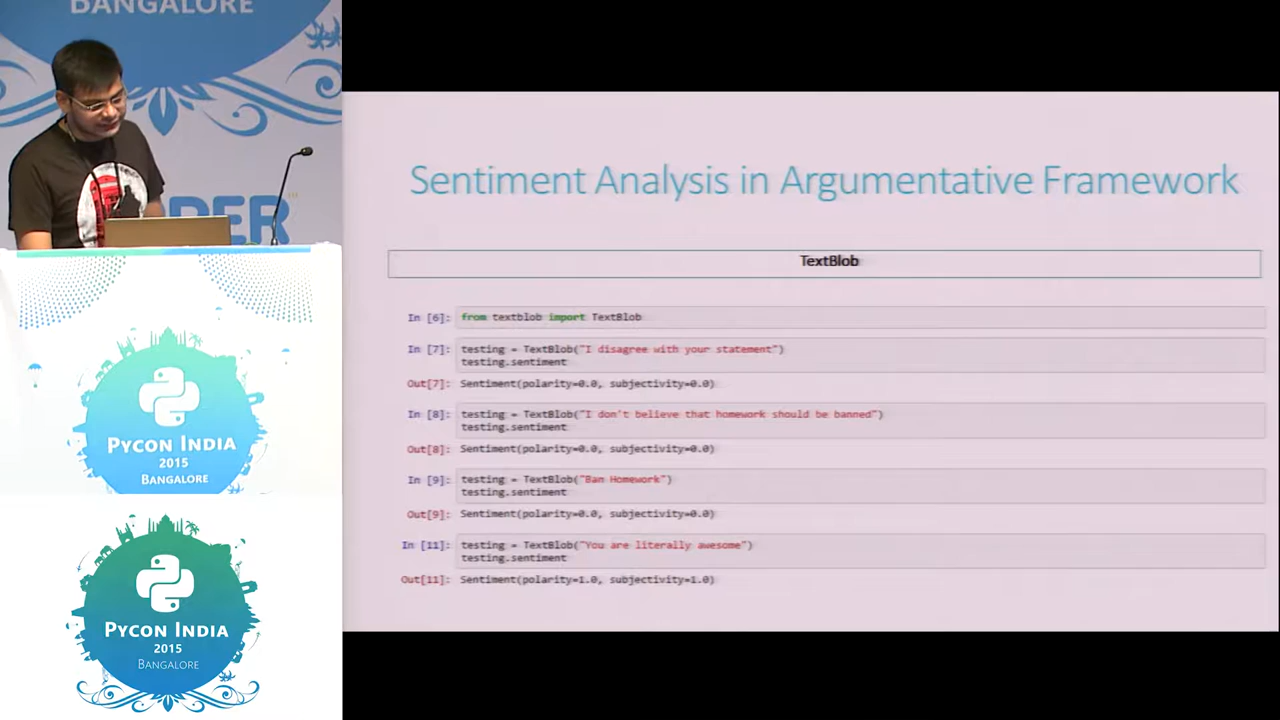 BANGALORE
PER
PYCON INDIA
2015
BANGALORE
PYCON INDIA
2015
BANGALORE
Sentiment Analysis in Argumentative Framework
TextBlob
In [6]: from textblob import TextBlob
In [7]: testing = TextBlob("I disagree with your statement")
testing.sentiment
Out[7]: Sentiment(polarity=0.0, subjectivity=0.0)
In [8]: testing = TextBlob("I don't believe that homework should be banned")
testing.sentiment
Out[8]: Sentiment(polarity=0.0, subjectivity=0.0)
In [9]: testing = TextBlob("Ban Homework")
testing.sentiment
Out[9]: Sentiment(polarity=0.0, subjectivity=0.0)
In [11]: testing = TextBlob("You are literally awesome")
testing.sentiment
Out[11]: Sentiment(polarity=1.0, subjectivity=1.0)